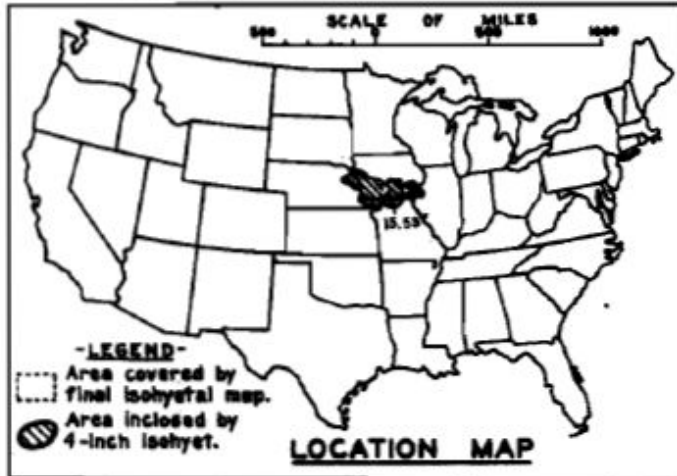 SCALE OF MILES
500 0 500 1000
15.55"
-LEGEND-
Area covered by
final isohyetal map.
Area inclosed by
4-inch isohyet.
LOCATION MAP